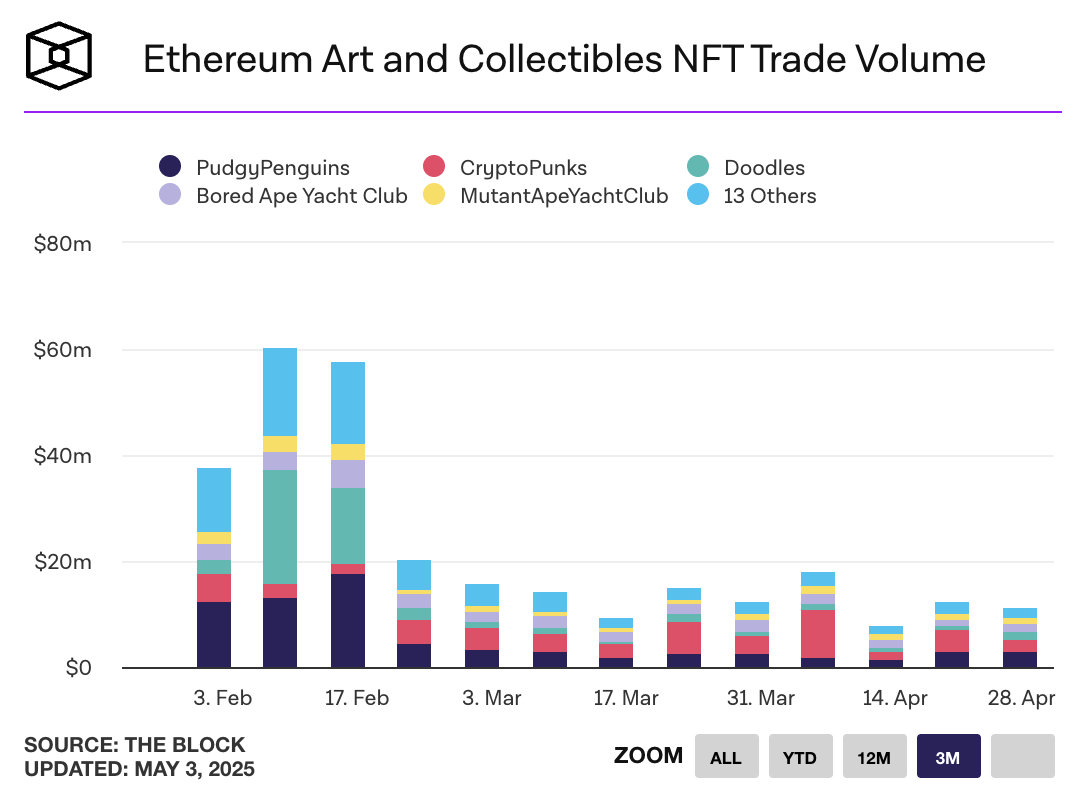 Ethereum Art and Collectibles NFT Trade Volume
PudgyPenguins CryptoPunks Doodles
Bored Ape Yacht Club MutantApeYachtClub 13 Others
$80m
$60m
$40m
$20m
$0
3. Feb 17. Feb 3. Mar 17. Mar 31. Mar 14. Apr 28. Apr
SOURCE: THE BLOCK
UPDATED: MAY 3, 2025
ZOOM ALL YTD 12M 3M